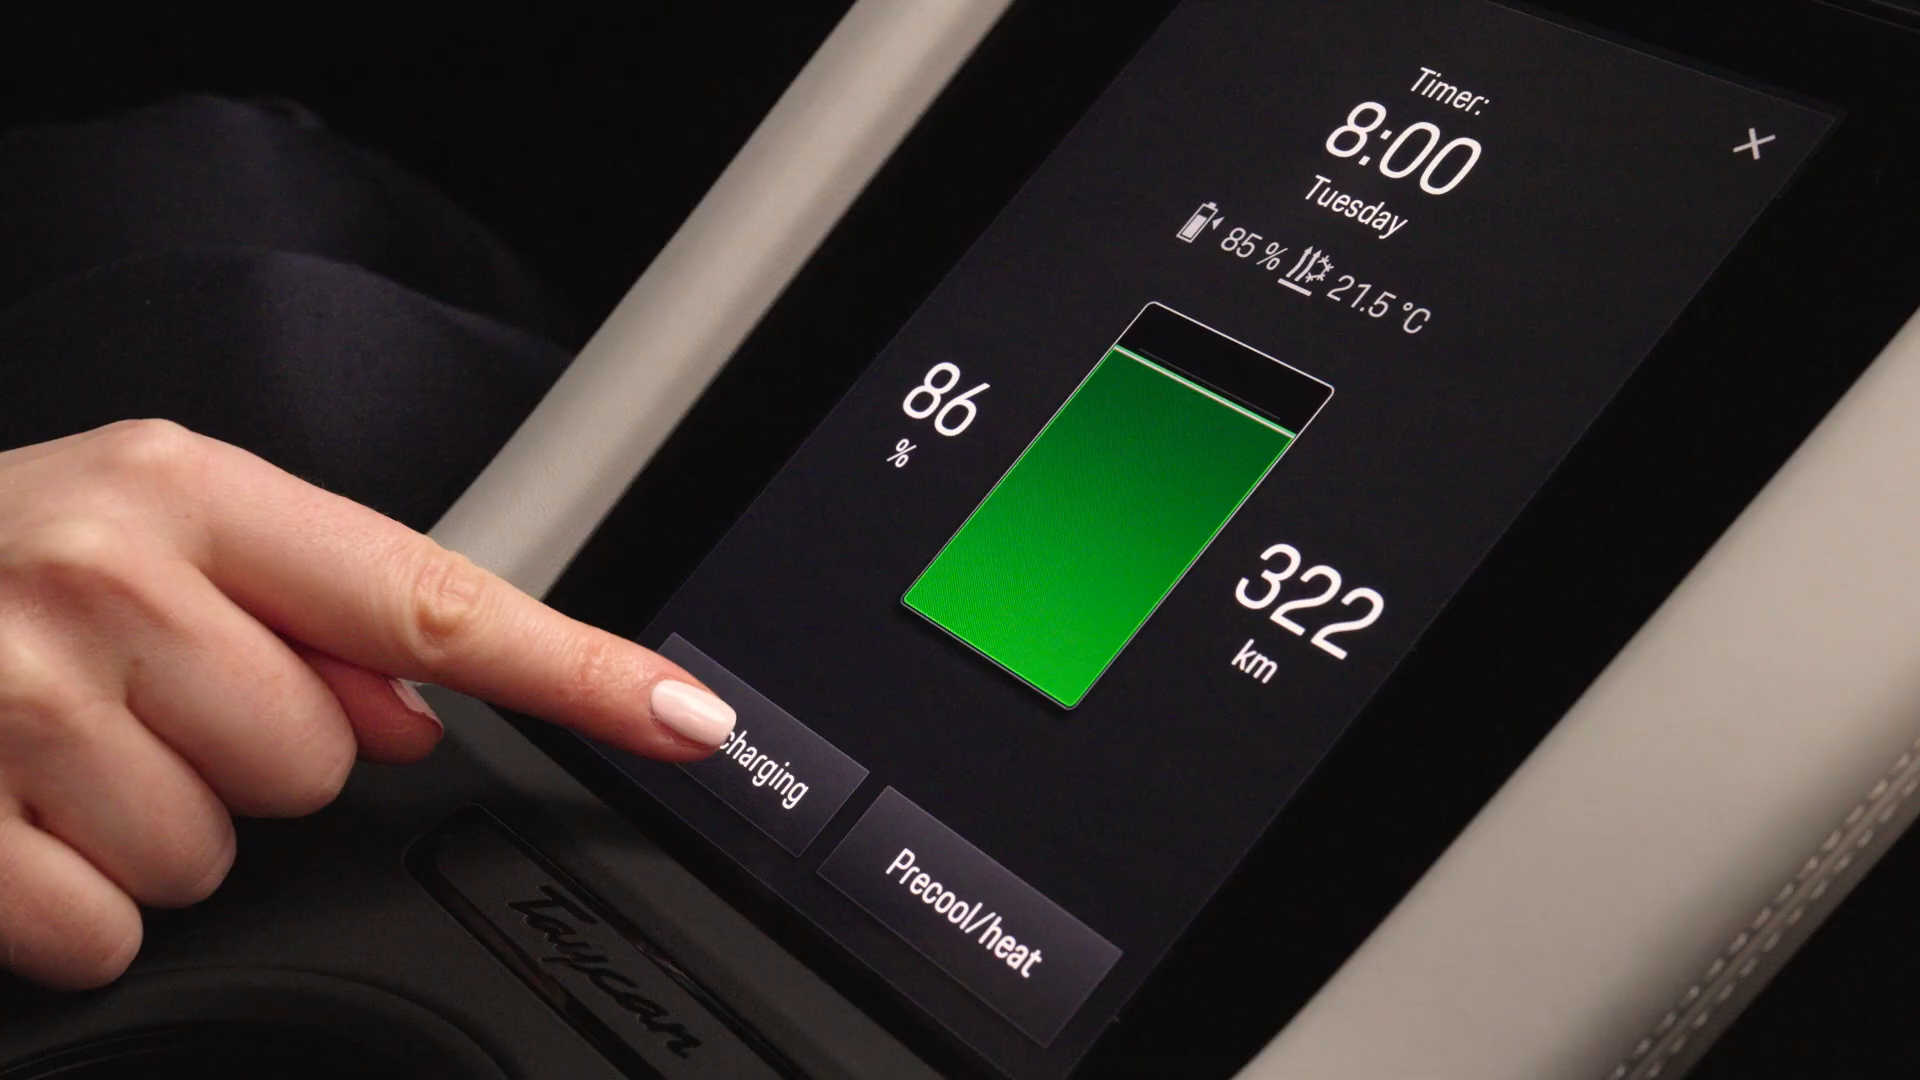 Timer:
8:00
Tuesday
85 % 21.5 °C
86
%
322
km
charging
Precool/heat
Taycan